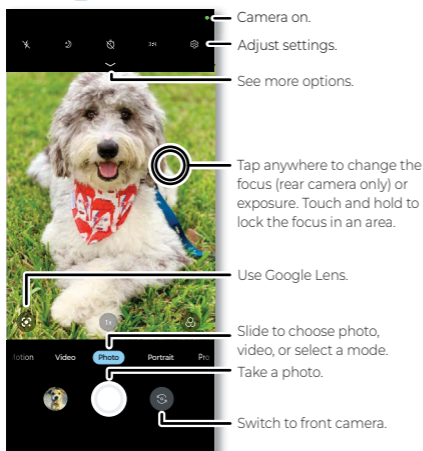 Camera on.
Adjust settings.
See more options.
Tap anywhere to change the
focus (rear camera only) or
exposure. Touch and hold to
lock the focus in an area.
Use Google Lens.
1x
Slide to choose photo,
video, or select a mode.
lotion Video Photo Portrait Pro
Take a photo.
Switch to front camera.